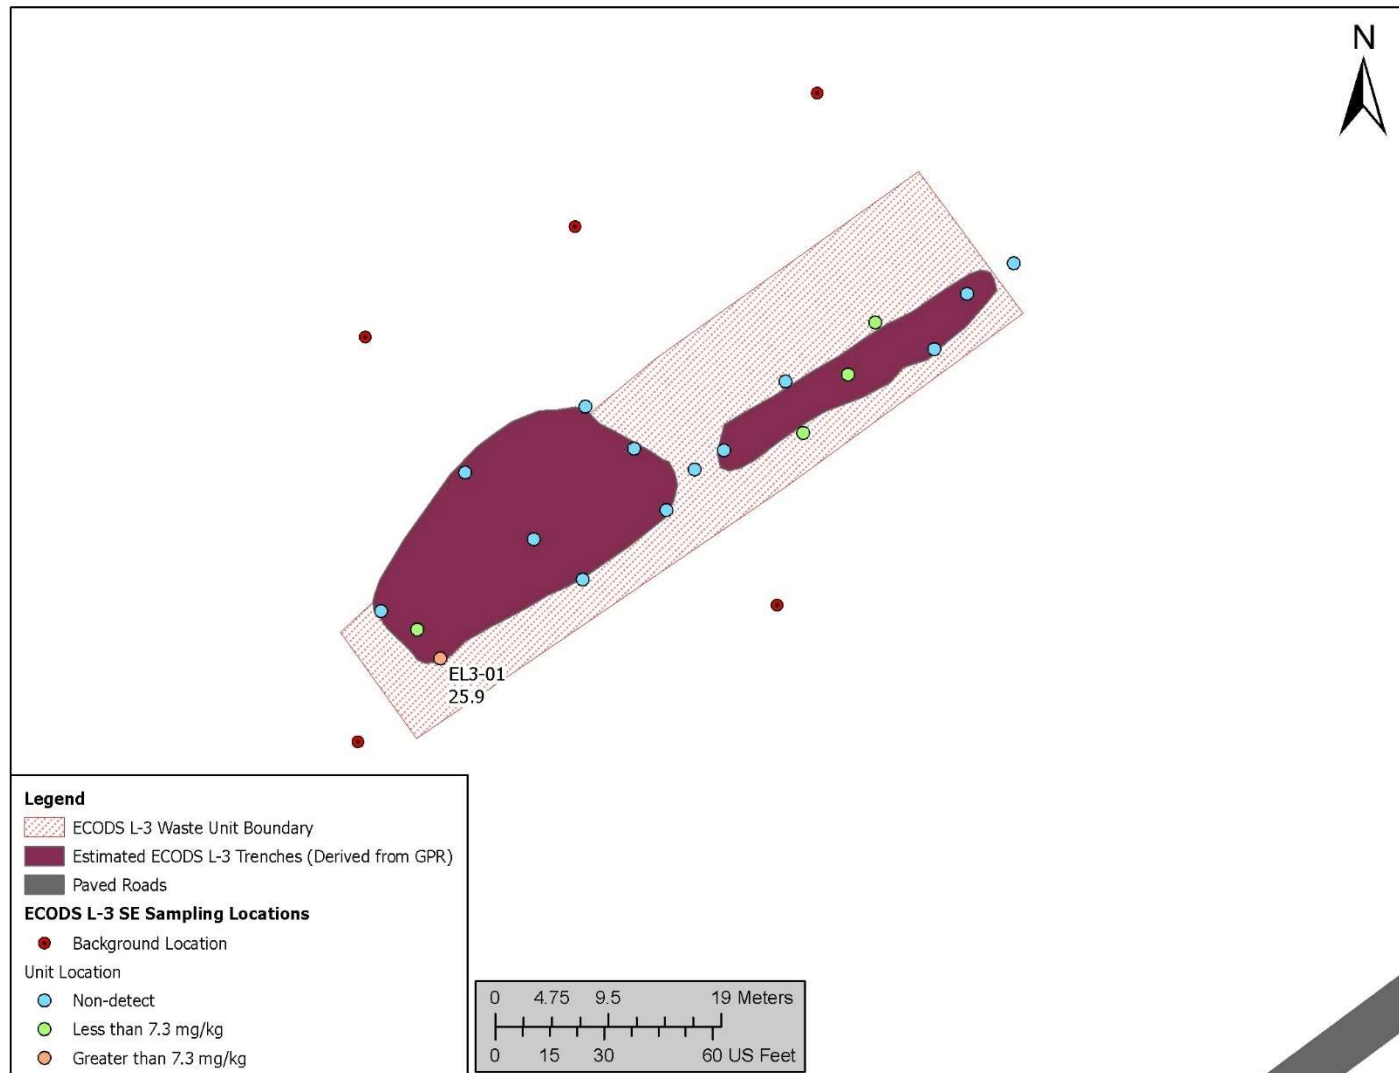 N
EL3-01
25.9
Legend
ECODS L-3 Waste Unit Boundary
Estimated ECODS L-3 Trenches (Derived from GPR)
Paved Roads
ECODS L-3 SE Sampling Locations
Background Location
Unit Location
Non-detect
Less than 7.3 mg/kg
Greater than 7.3 mg/kg
0 4.75 9.5 19 Meters
0 15 30 60 US Feet